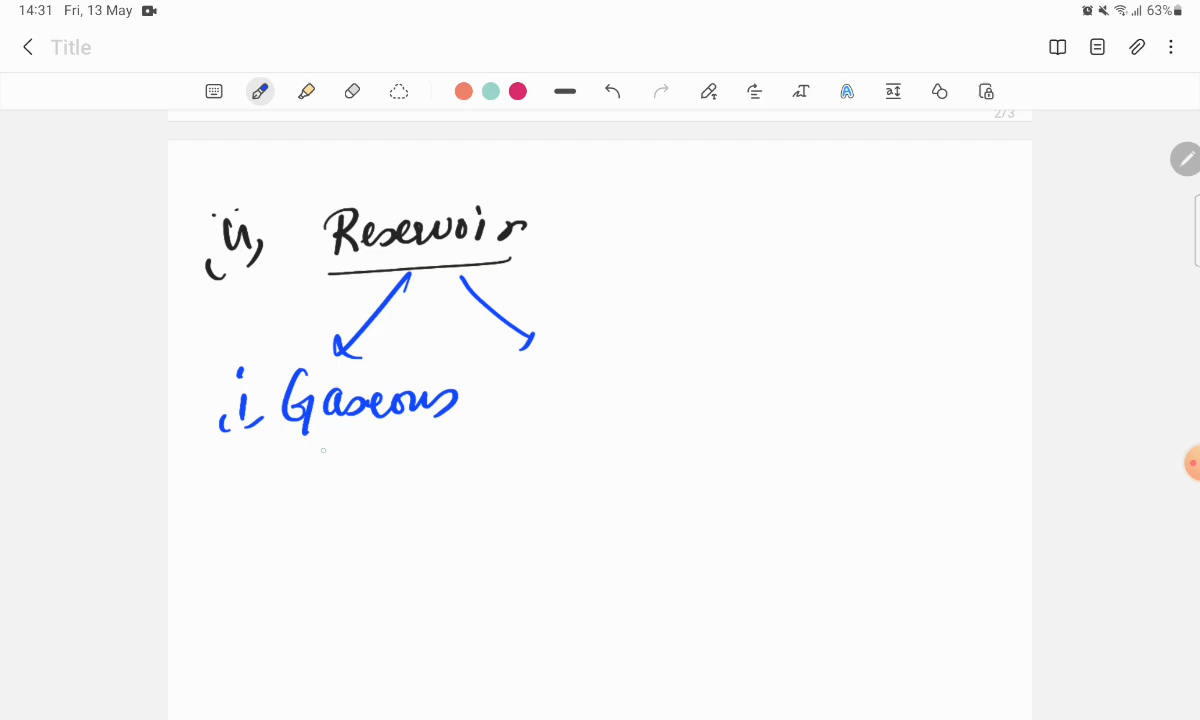 14:31 Fri, 13 May 63%
Title
2/3
(ii) Reservoir
(i) Gaseous